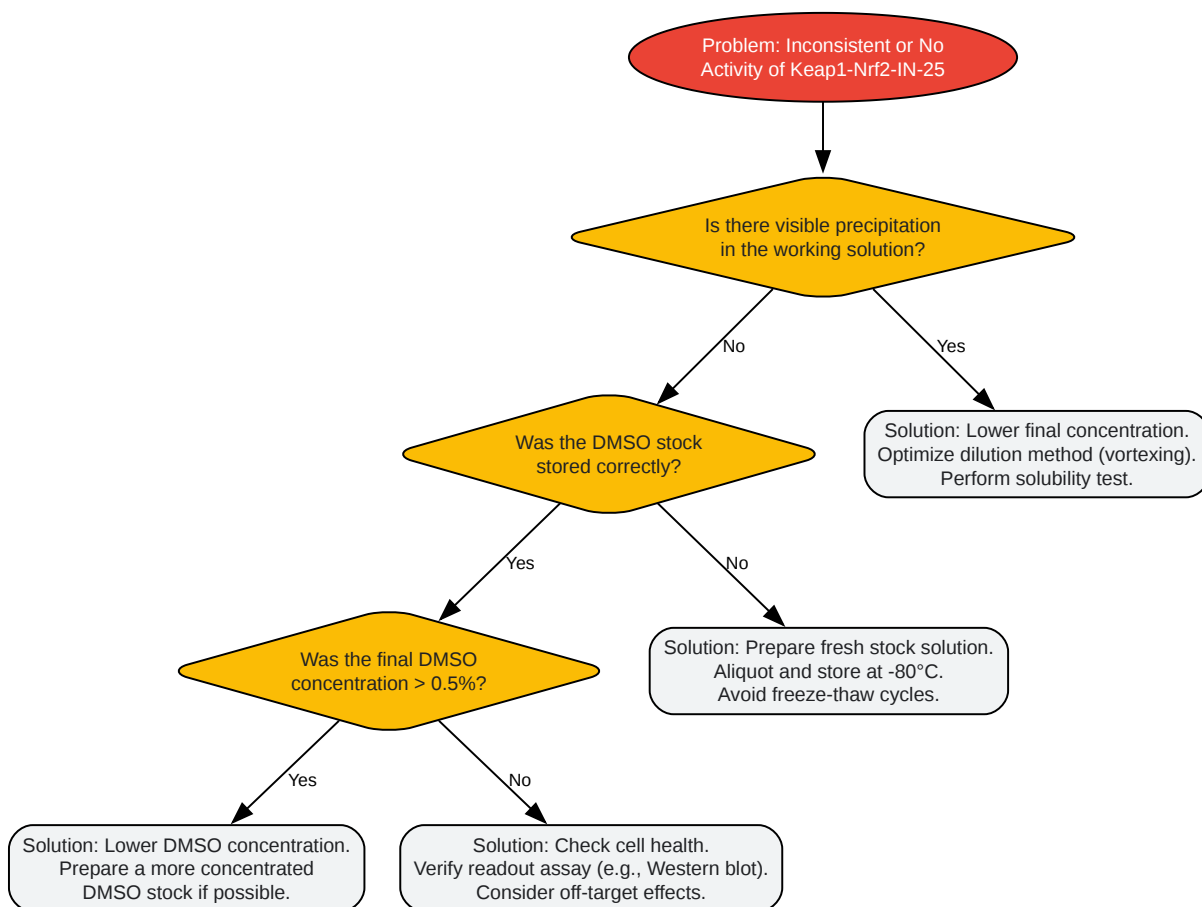 Problem: Inconsistent or No
Activity of Keap1-Nrf2-IN-25
Is there visible precipitation
in the working solution?
No
Yes
Was the DMSO stock
stored correctly?
Solution: Lower final concentration.
Optimize dilution method (vortexing).
Perform solubility test.
Yes
No
Was the final DMSO
concentration > 0.5%?
Solution: Prepare fresh stock solution.
Aliquot and store at -80°C.
Avoid freeze-thaw cycles.
Yes
No
Solution: Lower DMSO concentration.
Prepare a more concentrated
DMSO stock if possible.
Solution: Check cell health.
Verify readout assay (e.g., Western blot).
Consider off-target effects.